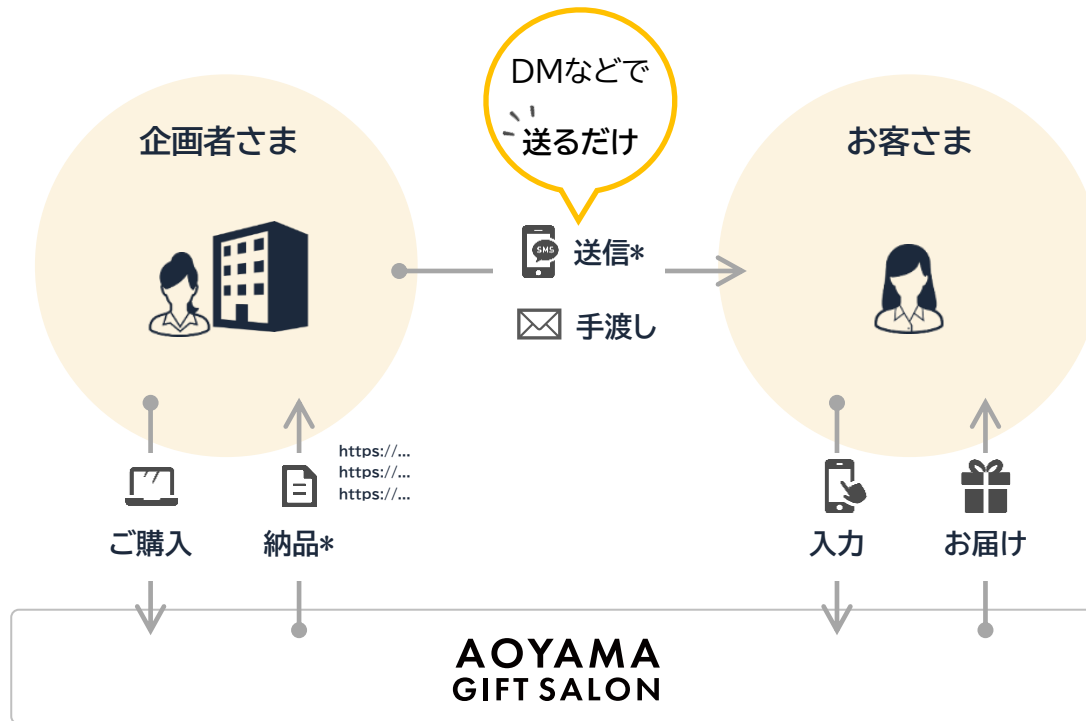 DMなどで
送るだけ
企画者さま
お客さま
SMS
送信*
手渡し
https://...
https://...
https://...
ご購入
納品*
入力
お届け
AOYAMA
GIFT SALON